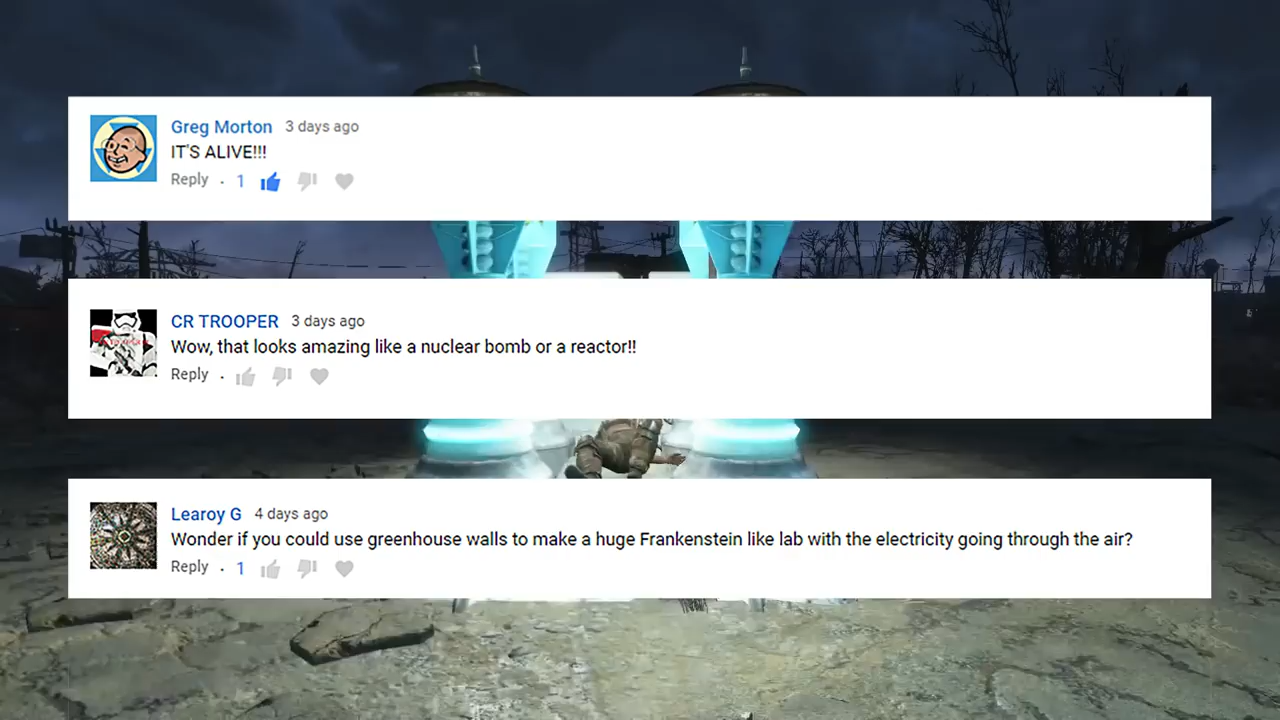 Greg Morton 3 days ago
IT'S ALIVE!!!
Reply . 1
CR TROOPER 3 days ago
Wow, that looks amazing like a nuclear bomb or a reactor!!
Reply .
Learoy G 4 days ago
Wonder if you could use greenhouse walls to make a huge Frankenstein like lab with the electricity going through the air?
Reply . 1